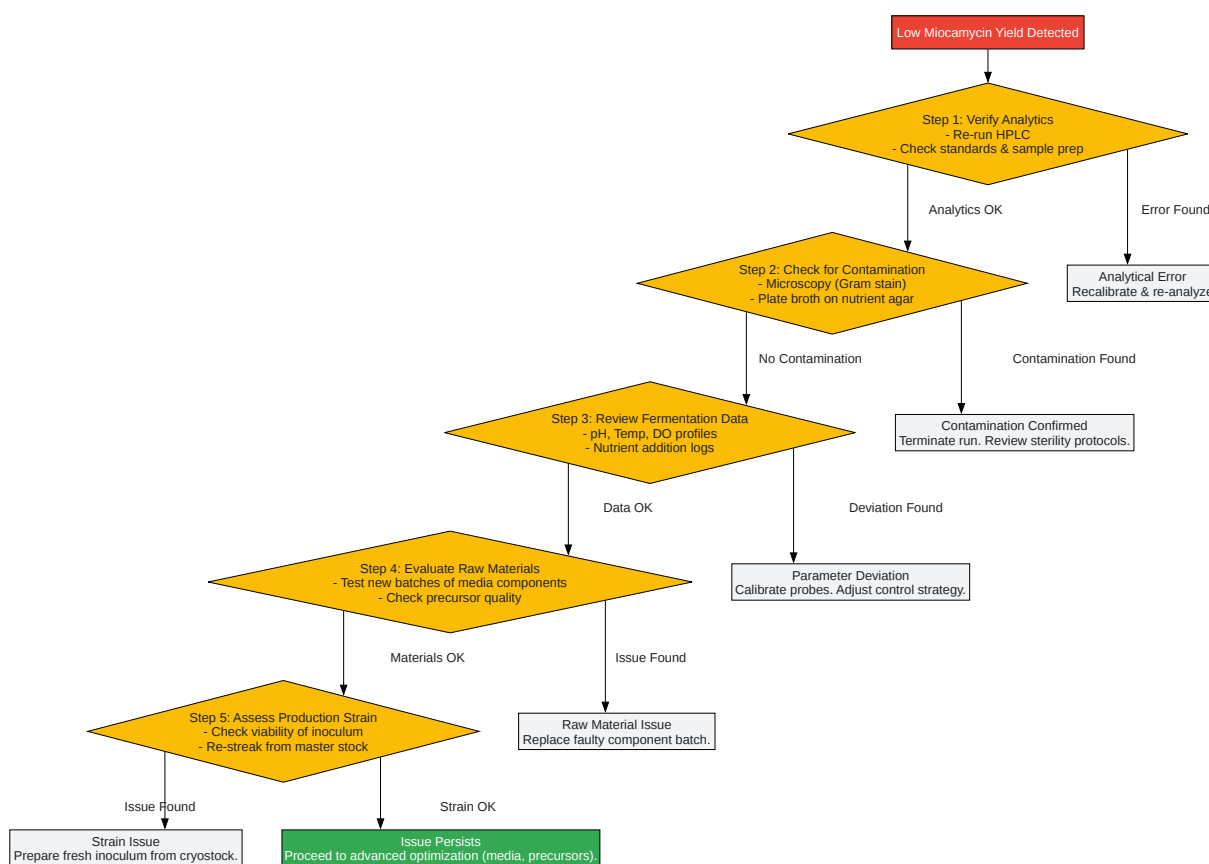 Low Miocamycin Yield Detected
Step 1: Verify Analytics
- Re-run HPLC
- Check standards & sample prep
Analytics OK
Error Found
Step 2: Check for Contamination
- Microscopy (Gram stain)
- Plate broth on nutrient agar
Analytical Error
Recalibrate & re-analyze
No Contamination
Contamination Found
Step 3: Review Fermentation Data
- pH, Temp, DO profiles
- Nutrient addition logs
Contamination Confirmed
Terminate run. Review sterility protocols.
Data OK
Deviation Found
Step 4: Evaluate Raw Materials
- Test new batches of media components
- Check precursor quality
Parameter Deviation
Calibrate probes. Adjust control strategy.
Materials OK
Issue Found
Step 5: Assess Production Strain
- Check viability of inoculum
- Re-streak from master stock
Raw Material Issue
Replace faulty component batch.
Issue Found
Strain OK
Strain Issue
Prepare fresh inoculum from cryostock.
Issue Persists
Proceed to advanced optimization (media, precursors).